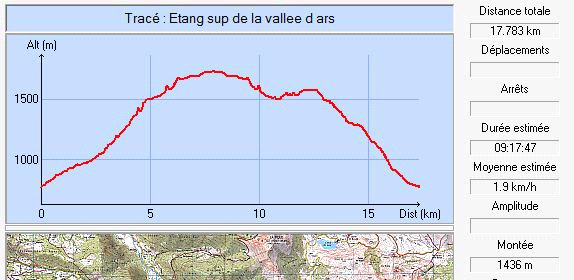 Tracé : Etang sup de la vallee d ars
Alt (m)
1500
1000
0
5
10
15
Dist (km)
Distance totale
17.783 km
Déplacements
Arrêts
Durée estimée
09:17:47
Moyenne estimée
1.9 km/h
Amplitude
Montée
1436 m